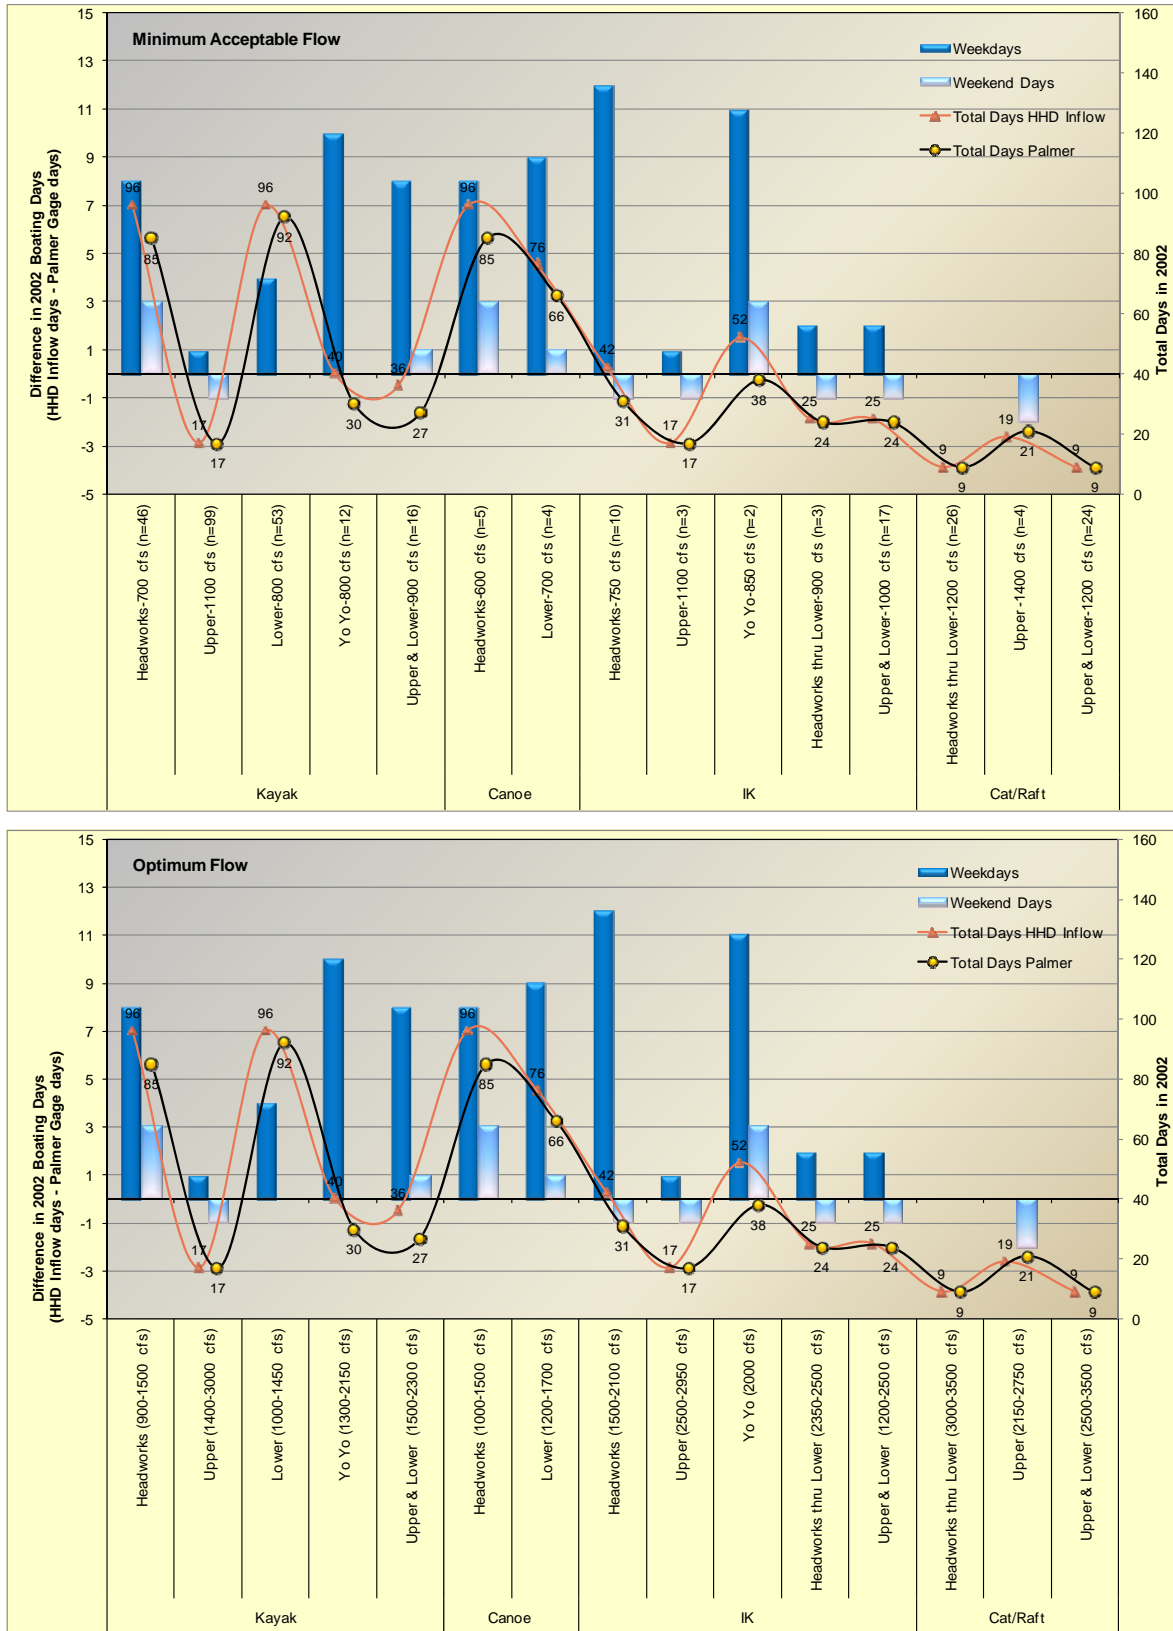 Minimum Acceptable Flow
Weekdays
Weekend Days
Total Days HHD Inflow
Total Days Palmer
Difference in 2002 Boating Days
(HHD Inflow days - Palmer Gage days)
15
13
11
9
7
5
3
1
-1
-3
-5
160
140
120
100
80
60
40
20
0
Total Days in 2002
96
17
96
40
36
96
76
42
17
52
25
25
9
19
9
85
17
92
30
27
85
66
31
17
38
24
24
9
21
9
Headworks-700 cfs (n=46)
Upper-1100 cfs (n=99)
Lower-800 cfs (n=53)
Yo Yo-800 cfs (n=12)
Upper & Lower-900 cfs (n=16)
Headworks-600 cfs (n=5)
Lower-700 cfs (n=4)
Headworks-750 cfs (n=10)
Upper-1100 cfs (n=3)
Yo Yo-850 cfs (n=2)
Headworks thru Lower-900 cfs (n=3)
Upper & Lower-1000 cfs (n=17)
Headworks thru Lower-1200 cfs (n=26)
Upper -1400 cfs (n=4)
Upper & Lower-1200 cfs (n=24)
Kayak
Canoe
IK
Cat/Raft
Optimum Flow
Weekdays
Weekend Days
Total Days HHD Inflow
Total Days Palmer
Difference in 2002 Boating Days
(HHD Inflow days - Palmer Gage days)
15
13
11
9
7
5
3
1
-1
-3
-5
160
140
120
100
80
60
40
20
0
Total Days in 2002
96
17
96
40
36
96
76
42
17
52
25
25
9
19
9
85
17
92
30
27
85
66
31
17
38
24
24
9
21
9
Headworks (900-1500 cfs)
Upper (1400-3000 cfs)
Lower (1000-1450 cfs)
Yo Yo (1300-2150 cfs)
Upper & Lower (1500-2300 cfs)
Headworks (1000-1500 cfs)
Lower (1200-1700 cfs)
Headworks (1500-2100 cfs)
Upper (2500-2950 cfs)
Yo Yo (2000 cfs)
Headworks thru Lower (2350-2500 cfs)
Upper & Lower (1200-2500 cfs)
Headworks thru Lower (3000-3500 cfs)
Upper (2150-2750 cfs)
Upper & Lower (2500-3500 cfs)
Kayak
Canoe
IK
Cat/Raft